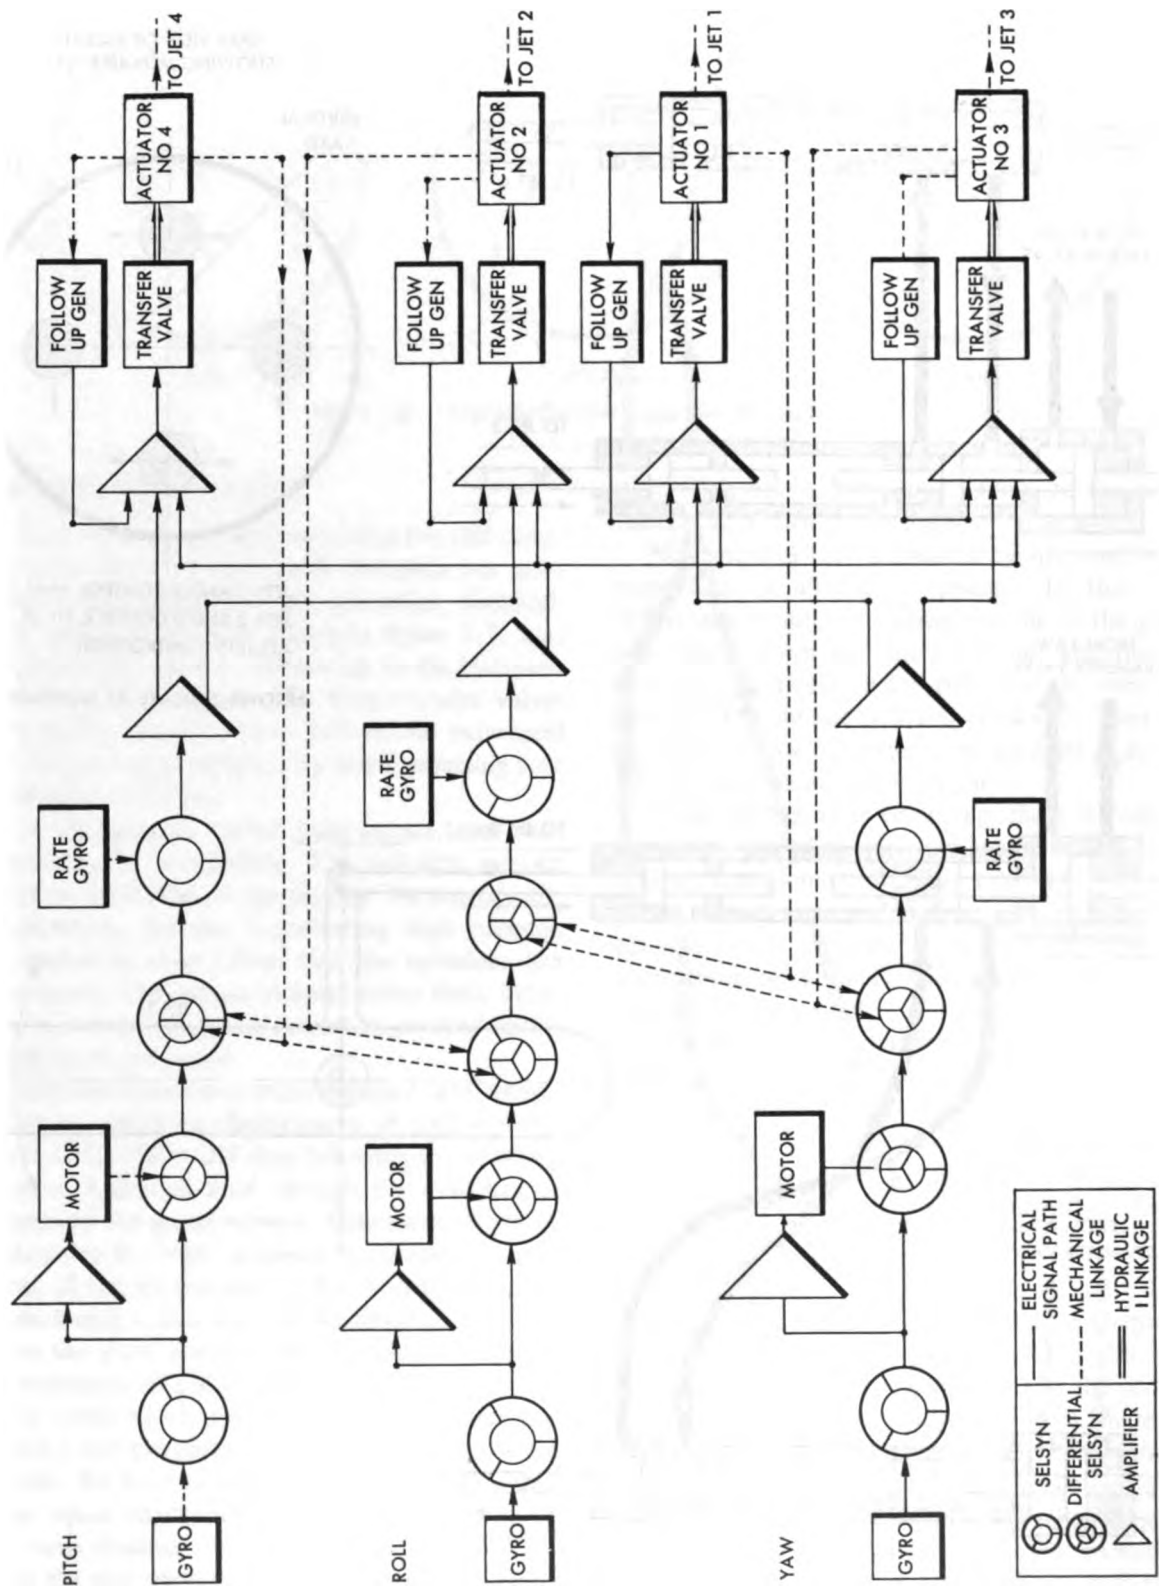 PITCH
GYRO
MOTOR
RATE
GYRO
FOLLOW
UP GEN
TRANSFER
VALVE
ACTUATOR
NO 4
TO JET 4
ROLL
GYRO
MOTOR
RATE
GYRO
FOLLOW
UP GEN
TRANSFER
VALVE
ACTUATOR
NO 2
TO JET 2
FOLLOW
UP GEN
TRANSFER
VALVE
ACTUATOR
NO 1
TO JET 1
YAW
GYRO
MOTOR
RATE
GYRO
FOLLOW
UP GEN
TRANSFER
VALVE
ACTUATOR
NO 3
TO JET 3
SELSYN
DIFFERENTIAL
SELSYN
AMPLIFIER
ELECTRICAL
SIGNAL PATH
MECHANICAL
LINKAGE
HYDRAULIC
I LINKAGE